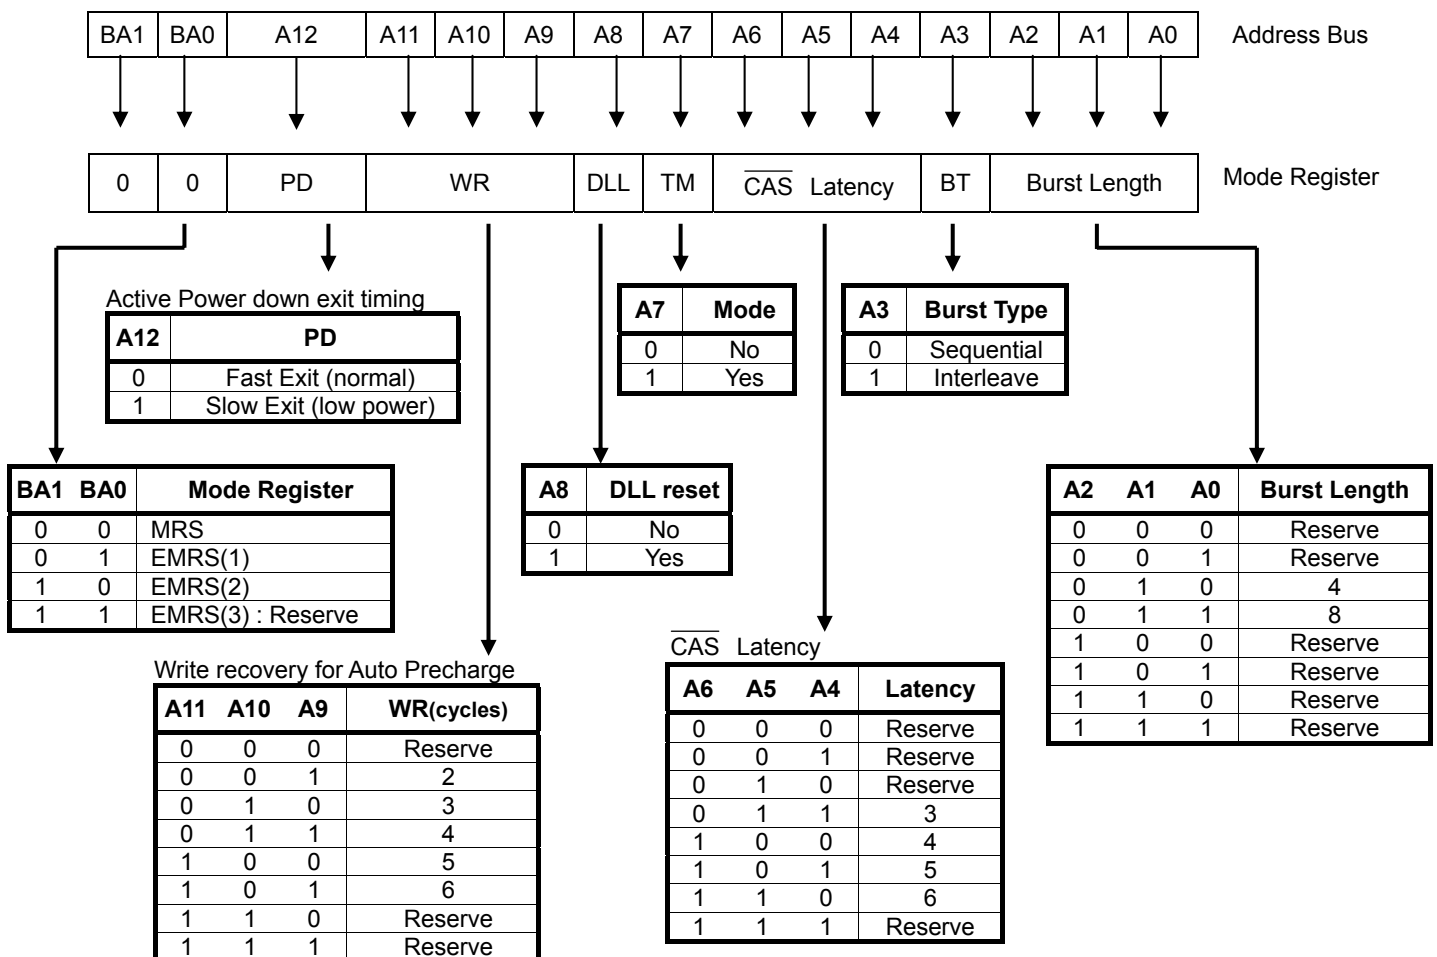 BA1 BA0 A12 A11 A10 A9 A8 A7 A6 A5 A4 A3 A2 A1 A0 Address Bus
0 0 PD WR DLL TM CAS Latency BT Burst Length Mode Register
Active Power down exit timing
A12 PD
0 Fast Exit (normal)
1 Slow Exit (low power)
A7 Mode
0 No
1 Yes
A3 Burst Type
0 Sequential
1 Interleave
BA1 BA0 Mode Register
0 0 MRS
0 1 EMRS(1)
1 0 EMRS(2)
1 1 EMRS(3) : Reserve
A8 DLL reset
0 No
1 Yes
A2 A1 A0 Burst Length
0 0 0 Reserve
0 0 1 Reserve
0 1 0 4
0 1 1 8
1 0 0 Reserve
1 0 1 Reserve
1 1 0 Reserve
1 1 1 Reserve
Write recovery for Auto Precharge
A11 A10 A9 WR(cycles)
0 0 0 Reserve
0 0 1 2
0 1 0 3
0 1 1 4
1 0 0 5
1 0 1 6
1 1 0 Reserve
1 1 1 Reserve
CAS Latency
A6 A5 A4 Latency
0 0 0 Reserve
0 0 1 Reserve
0 1 0 Reserve
0 1 1 3
1 0 0 4
1 0 1 5
1 1 0 6
1 1 1 Reserve